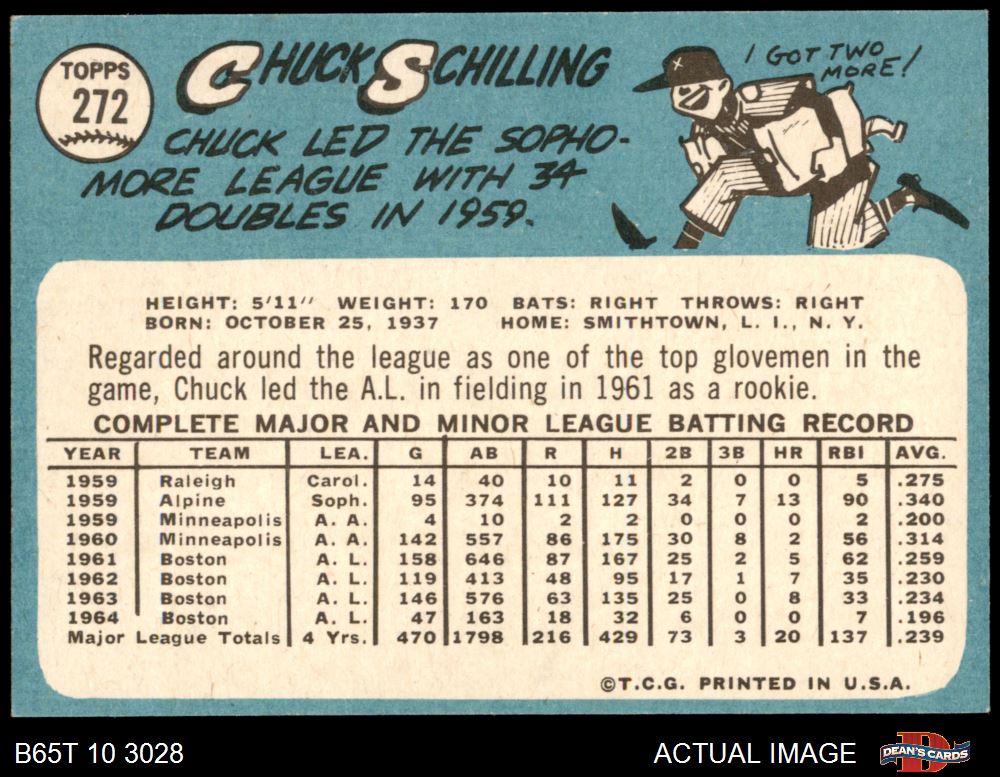 TOPPS
272
CHUCK SCHILLING
I GOT TWO
MORE!
CHUCK LED THE SOPHO-
MORE LEAGUE WITH 34
DOUBLES IN 1959.
HEIGHT: 5'11" WEIGHT: 170 BATS: RIGHT THROWS: RIGHT
BORN: OCTOBER 25, 1937 HOME: SMITHTOWN, L. I., N. Y.
Regarded around the league as one of the top glovemen in the
game, Chuck led the A.L. in fielding in 1961 as a rookie.
COMPLETE MAJOR AND MINOR LEAGUE BATTING RECORD
YEAR TEAM LEA. G AB R H 2B 3B HR RBI AVG.
1959 Raleigh Carol. 14 40 10 11 2 0 0 5 .275
1959 Alpine Soph. 95 374 111 127 34 7 13 90 .340
1959 Minneapolis A. A. 4 10 2 2 0 0 0 2 .200
1960 Minneapolis A. A. 142 557 86 175 30 8 2 56 .314
1961 Boston A. L. 158 646 87 167 25 2 5 62 .259
1962 Boston A. L. 119 413 48 95 17 1 7 35 .230
1963 Boston A. L. 146 576 63 135 25 0 8 33 .234
1964 Boston A. L. 47 163 18 32 6 0 0 7 .196
Major League Totals 4 Yrs. 470 1798 216 429 73 3 20 137 .239
©T.C.G. PRINTED IN U.S.A.
B65T 10 3028 ACTUAL IMAGE DEAN'S CARDS